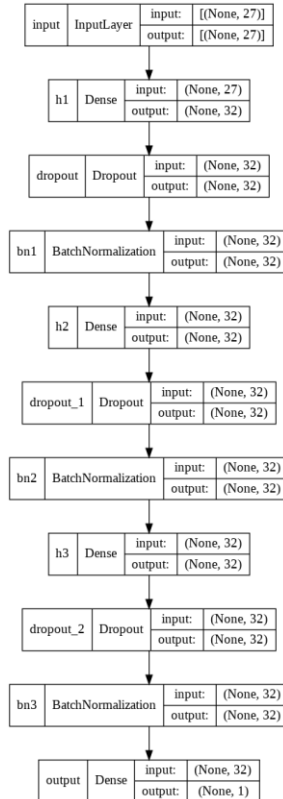 input InputLayer input: [(None, 27)]
output: [(None, 27)]
h1 Dense input: (None, 27)
output: (None, 32)
dropout Dropout input: (None, 32)
output: (None, 32)
bn1 BatchNormalization input: (None, 32)
output: (None, 32)
h2 Dense input: (None, 32)
output: (None, 32)
dropout_1 Dropout input: (None, 32)
output: (None, 32)
bn2 BatchNormalization input: (None, 32)
output: (None, 32)
h3 Dense input: (None, 32)
output: (None, 32)
dropout_2 Dropout input: (None, 32)
output: (None, 32)
bn3 BatchNormalization input: (None, 32)
output: (None, 32)
output Dense input: (None, 32)
output: (None, 1)